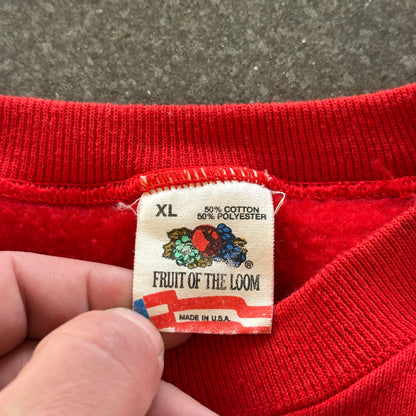 XL
50% COTTON
50% POLYESTER
®
FRUIT OF THE LOOM
MADE IN U.S.A.